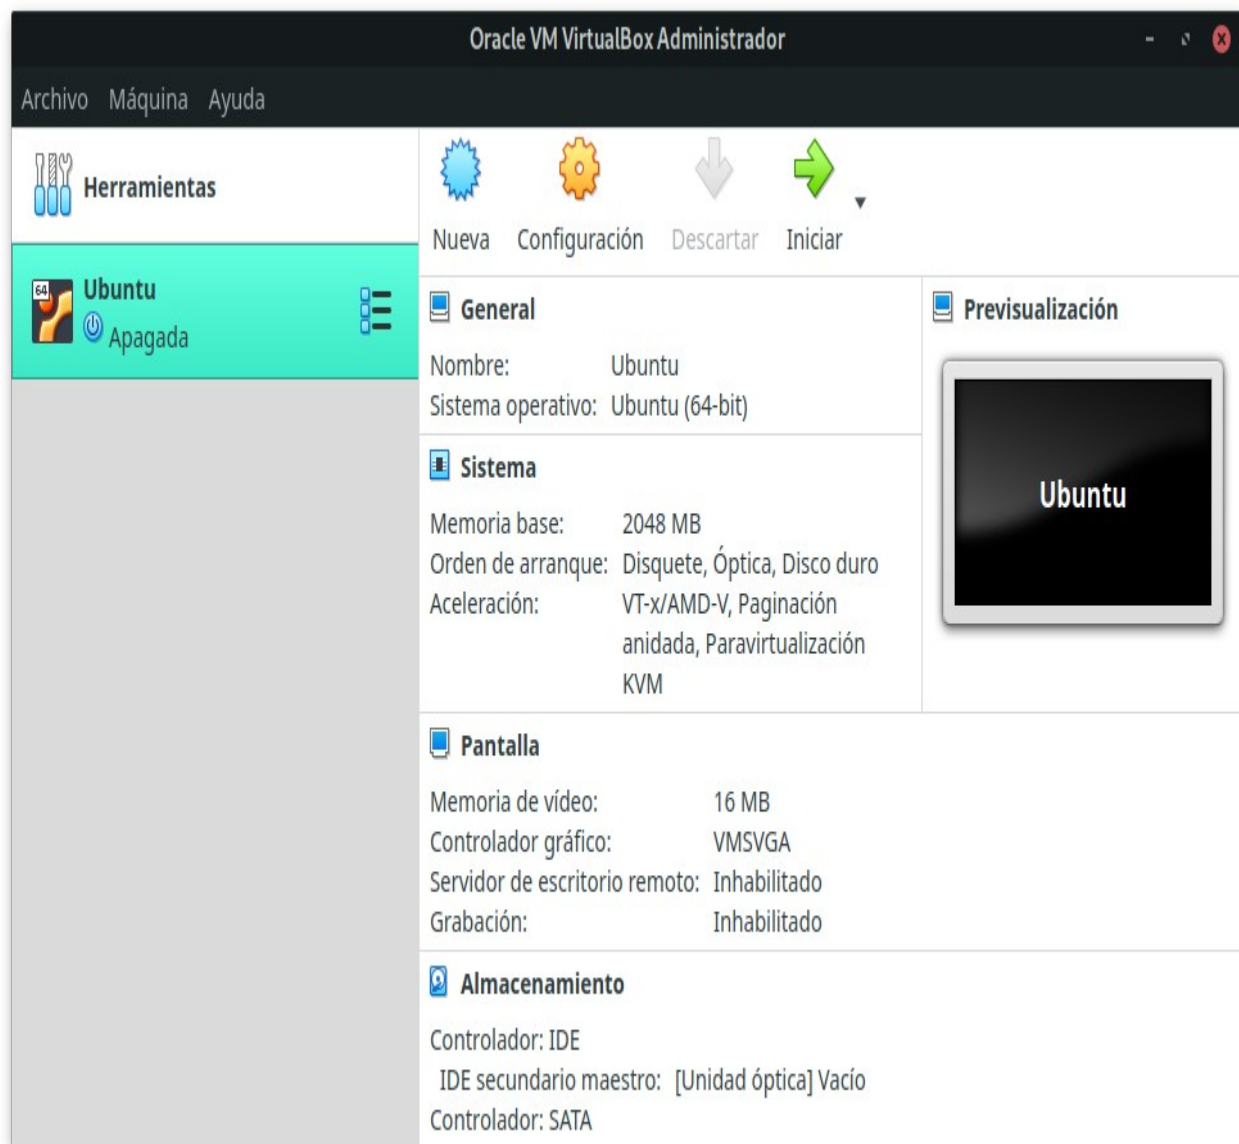 Oracle VM VirtualBox Administrador
Archivo Máquina Ayuda
Herramientas
64
Ubuntu
Apagada
Nueva Configuración Descartar Iniciar
General
Nombre: Ubuntu
Sistema operativo: Ubuntu (64-bit)
Sistema
Memoria base: 2048 MB
Orden de arranque: Disquete, Óptica, Disco duro
Aceleración: VT-x/AMD-V, Paginación
anidada, Paravirtualización
KVM
Previsualización
Ubuntu
Pantalla
Memoria de vídeo: 16 MB
Controlador gráfico: VMSVGA
Servidor de escritorio remoto: Inhabilitado
Grabación: Inhabilitado
Almacenamiento
Controlador: IDE
IDE secundario maestro: [Unidad óptica] Vacío
Controlador: SATA